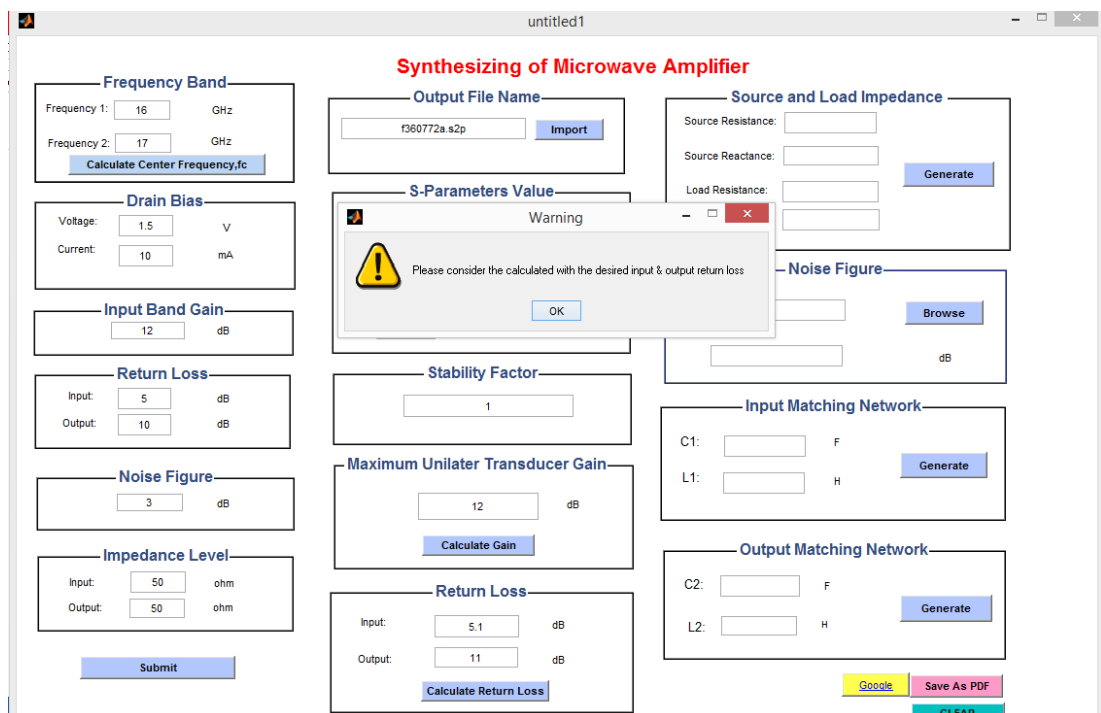 untitled1
Synthesizing of Microwave Amplifier
Frequency Band
Frequency 1: 16 GHz
Frequency 2: 17 GHz
Calculate Center Frequency,fc
Drain Bias
Voltage: 1.5 V
Current: 10 mA
Input Band Gain
12 dB
Return Loss
Input: 5 dB
Output: 10 dB
Noise Figure
3 dB
Impedance Level
Input: 50 ohm
Output: 50 ohm
Submit
Output File Name
f360772a.s2p Import
S-Parameters Value
Warning
Please consider the calculated with the desired input & output return loss
OK
Stability Factor
1
Maximum Unilater Transducer Gain
12 dB
Calculate Gain
Return Loss
Input: 5.1 dB
Output: 11 dB
Calculate Return Loss
Source and Load Impedance
Source Resistance:
Source Reactance:
Generate
Load Resistance:
Noise Figure
Browse
dB
Input Matching Network
C1: F
Generate
L1: H
Output Matching Network
C2: F
Generate
L2: H
Google Save As PDF
CLEAR